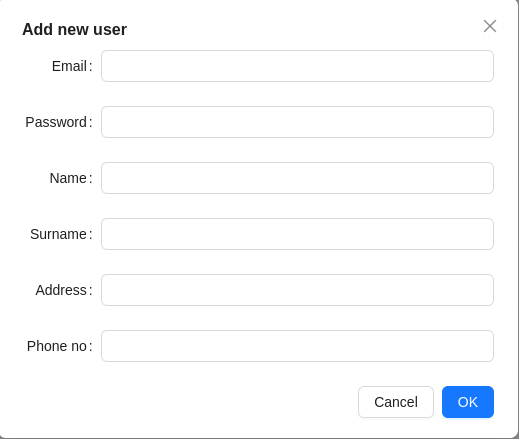 Add new user
Email:
Password:
Name:
Surname:
Address:
Phone no:
Cancel OK